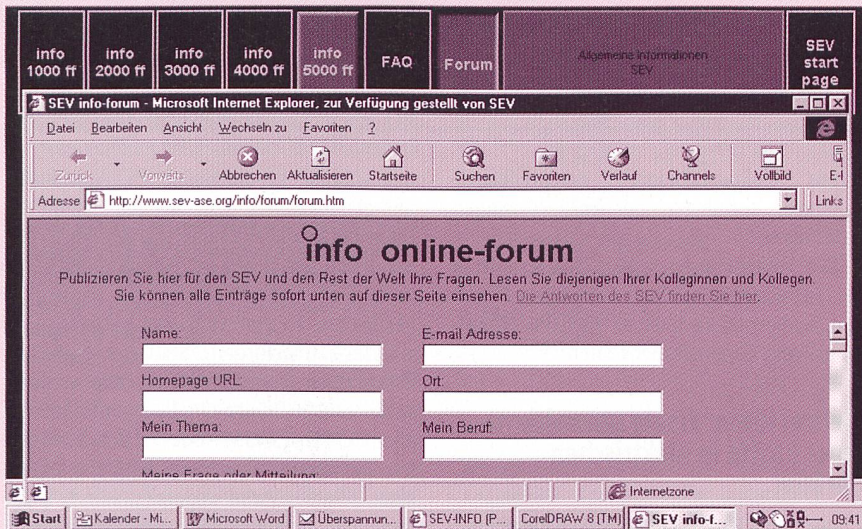 info 1000 ff
info 2000 ff
info 3000 ff
info 4000 ff
info 5000 ff
FAQ
Forum
Allgemeine Informationen
SEV
SEV start page
SEV info-forum - Microsoft Internet Explorer, zur Verfügung gestellt von SEV
Datei Bearbeiten Ansicht Wechseln zu Favoriten ?
Zurück Vorwärts Abbrechen Aktualisieren Startseite Suchen Favoriten Verlauf Channels Vollbild E-
Adresse http://www.sev-ase.org/info/forum/forum.htm Links
info online-forum
Publizieren Sie hier für den SEV und den Rest der Welt Ihre Fragen. Lesen Sie diejenigen Ihrer Kolleginnen und Kollegen
Sie können alle Einträge sofort unten auf dieser Seite einsehen. Die Antworten des SEV finden Sie hier.
Name: E-mail Adresse:
Homepage URL: Ort:
Mein Thema: Mein Beruf:
Meine Frage oder Mitteilung:
Internetzone
Start Kalender - Mi... Microsoft Word Überspannun... SEV-INFO (P... CorelDRAW 8 [TM] SEV info-f... 09:4